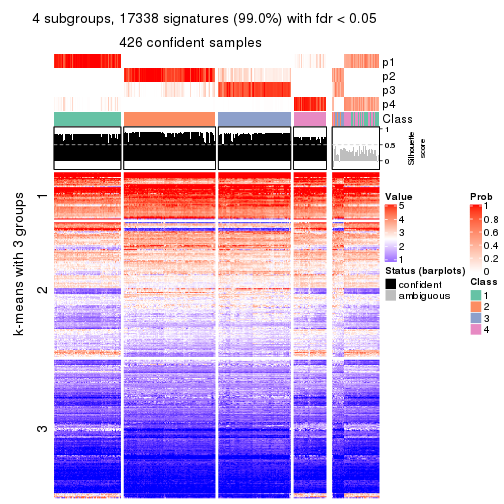 4 subgroups, 17338 signatures (99.0%) with fdr < 0.05
426 confident samples
p1
p2
p3
p4
Class
1
0.5
0
Silhouette
score
k-means with 3 groups
1
2
3
Value
5
4
3
2
1
Status (barplots)
confident
ambiguous
Prob
1
0.8
0.6
0.4
0.2
0
Class
1
2
3
4